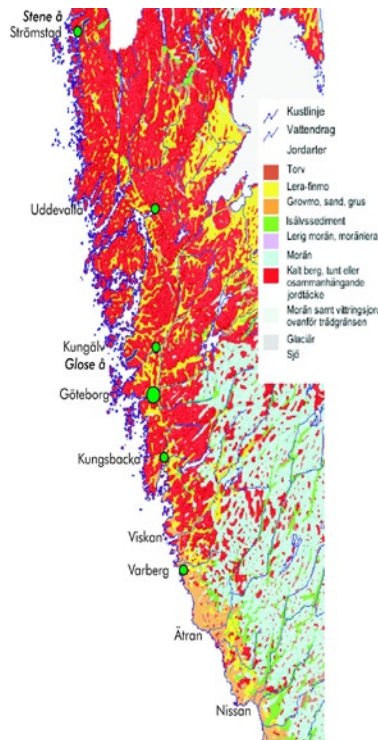 Stene å
Strömstad
Uddevalla
Kungälv
Glose å
Göteborg
Kungsbacka
Viskan
Varberg
Ätran
Nissan
Kustlinje
Vattendrag
Jordarter
Torv
Lera-finmo
Grovmo, sand, grus
Isälvssediment
Lerig morän, moränlera
Morän
Kalt berg, tunt eller
osammanhängande
jordtäcke
Morän samt vittringsjord
ovanför trädgränsen
Glaciär
Sjö